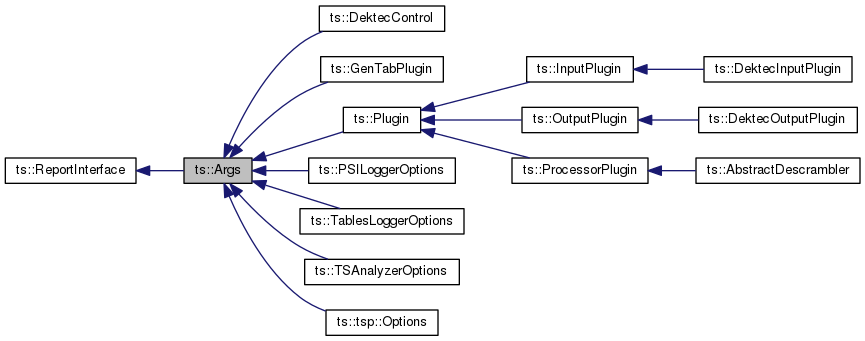 ts::DektecControl
ts::GenTabPlugin
ts::InputPlugin
ts::DektecInputPlugin
ts::Plugin
ts::OutputPlugin
ts::DektecOutputPlugin
ts::ReportInterface
ts::Args
ts::PSILoggerOptions
ts::ProcessorPlugin
ts::AbstractDescrambler
ts::TablesLoggerOptions
ts::TSAnalyzerOptions
ts::tsp::Options